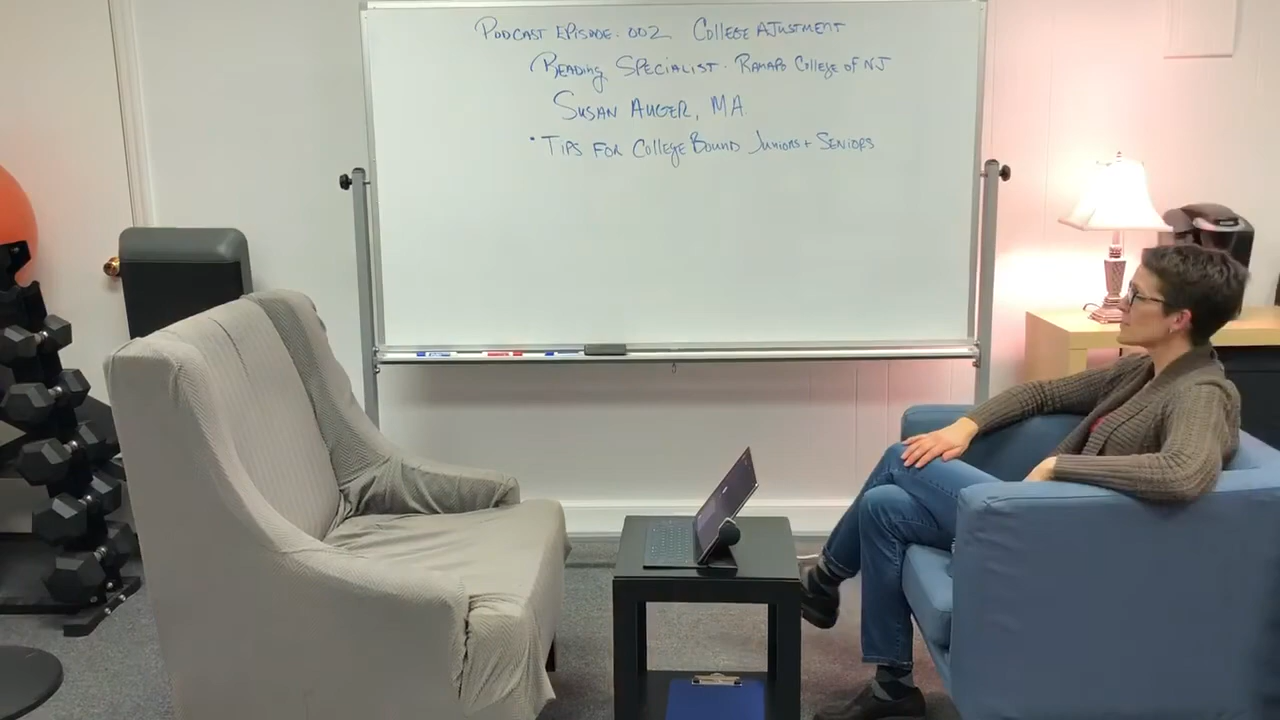 PODCAST EPISODE. 002 COLLEGE AJUSTMENT
READING SPECIALIST. RAMAPO COLLEGE OF NJ
SUSAN AUGER, MA
• TIPS FOR COLLEGE BOUND JUNIORS + SENIORS